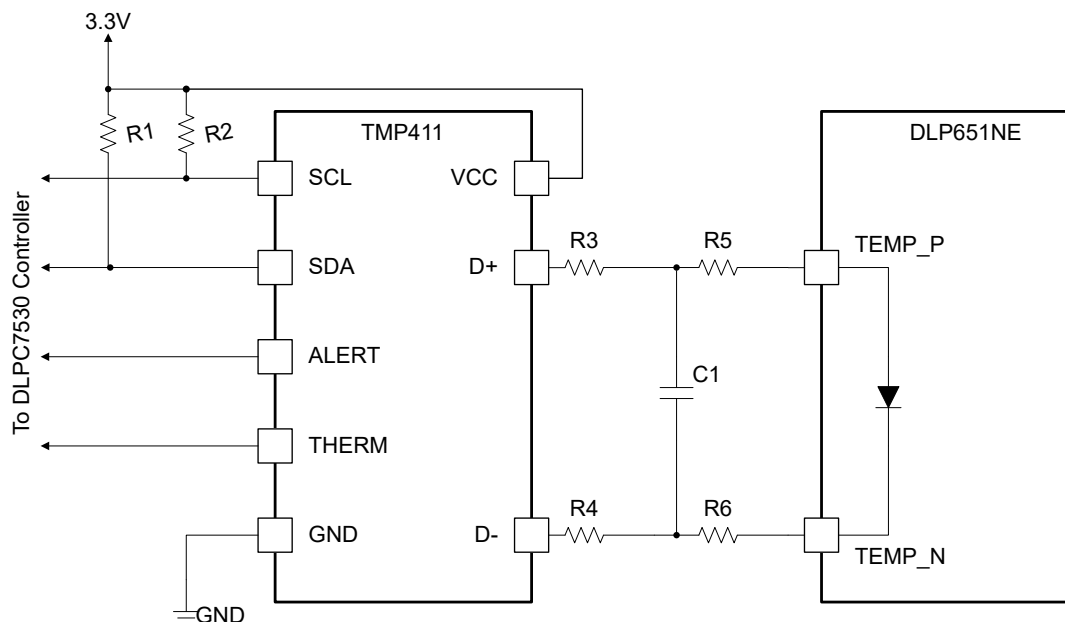 3.3V
R1
R2
TMP411
DLP651NE
SCL
VCC
R3
R5
TEMP_P
SDA
D+
To DLPC7530 Controller
ALERT
C1
THERM
R4
R6
GND
D-
TEMP_N
GND